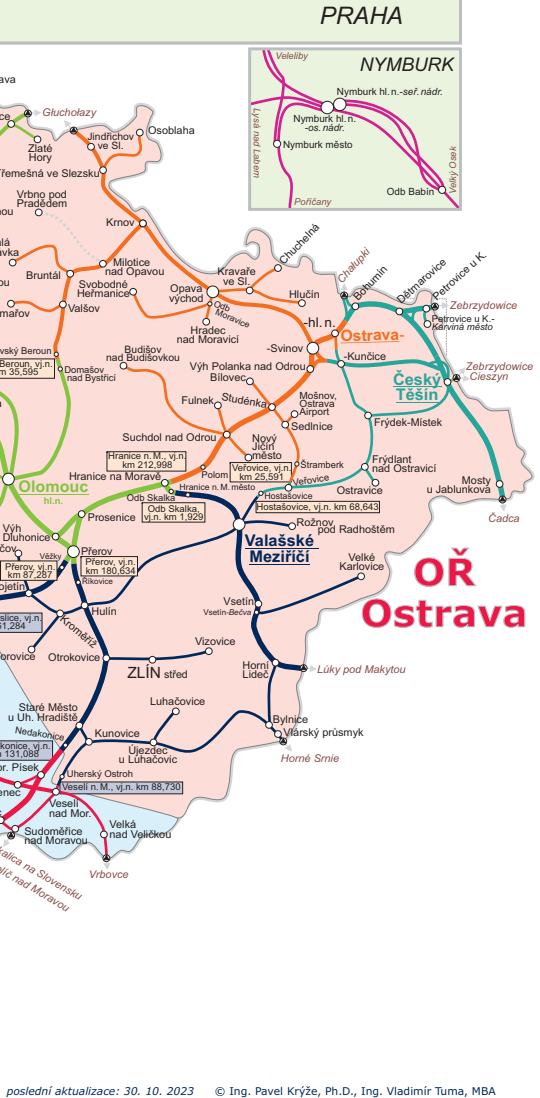 PRAHA
NYMBURK
Veleliby
Nymburk hl. n.-seř. nádr.
Nymburk hl. n.
-os. nádr.
Nymburk město
Lysá nad Labem
Velký Osek
Odb Babín
Poříčany
Głuchołazy
Jindřichov
ve Sl.
Osoblaha
Zlaté
Hory
Třemešná ve Slezsku
Vrbno pod
Pradědem
Krnov
Milotice
nad Opavou
Bruntál
Svobodné
Heřmanice
Valšov
Opava
východ
Odb
Moravice
Kravaře
ve Sl.
Chuchelná
Hlučín
Hradec
nad Moravicí
Chałupki
Bohumín
Dětmarovice
Petrovice u K.
Zebrzydowice
Petrovice u K.-
Karviná město
-hl. n.
Ostrava-
-Svinov
-Kunčice
Zebrzydowice
Cieszyn
Český
Těšín
Budišov
nad Budišovkou
Domašov
nad Bystřicí
Výh Polanka nad Odrou
Bílovec
Fulnek
Studénka
Mošnov,
Ostrava
Airport
Sedlnice
Frýdek-Místek
Suchdol nad Odrou
Nový
Jičín
město
Štramberk
Frýdlant
nad Ostravicí
Ostravice
Mosty
u Jablunkova
Čadca
Hranice n. M., vj.n.
km 212,998
Hranice na Moravě
Polom
Veřovice, vj.n.
km 25,591
Veřovice
Hranice n. M. město
Hostašovice
Hostašovice, vj.n. km 68,643
Odb Skalka
Odb Skalka,
vj.n. km 1,929
Olomouc
hl.n.
Prosenice
Výh
Dluhonice
Věžky
Přerov
Přerov, vj.n.
km 87,287
Přerov, vj.n.
km 180,634
Říkovice
Valašské
Meziříčí
Rožnov
pod Radhoštěm
Velké
Karlovice
OŘ
Ostrava
Hulín
Kroměříž
Vsetín
Vsetín-Bečva
Otrokovice
Vizovice
ZLÍN střed
Horní
Lideč
Lúky pod Makytou
Luhačovice
Staré Město
u Uh. Hradiště
Nedakonice
Kunovice
Újezdec
u Luhačovic
Bylnice
Vlárský průsmyk
Horné Srnie
Uherský Ostroh
Veselí n. M., vj.n. km 88,730
Veselí
nad Mor.
Sudoměřice
nad Moravou
Velká
nad Veličkou
Vrbovce
poslední aktualizace: 30. 10. 2023 © Ing. Pavel Krýže, Ph.D., Ing. Vladimír Tuma, MBA